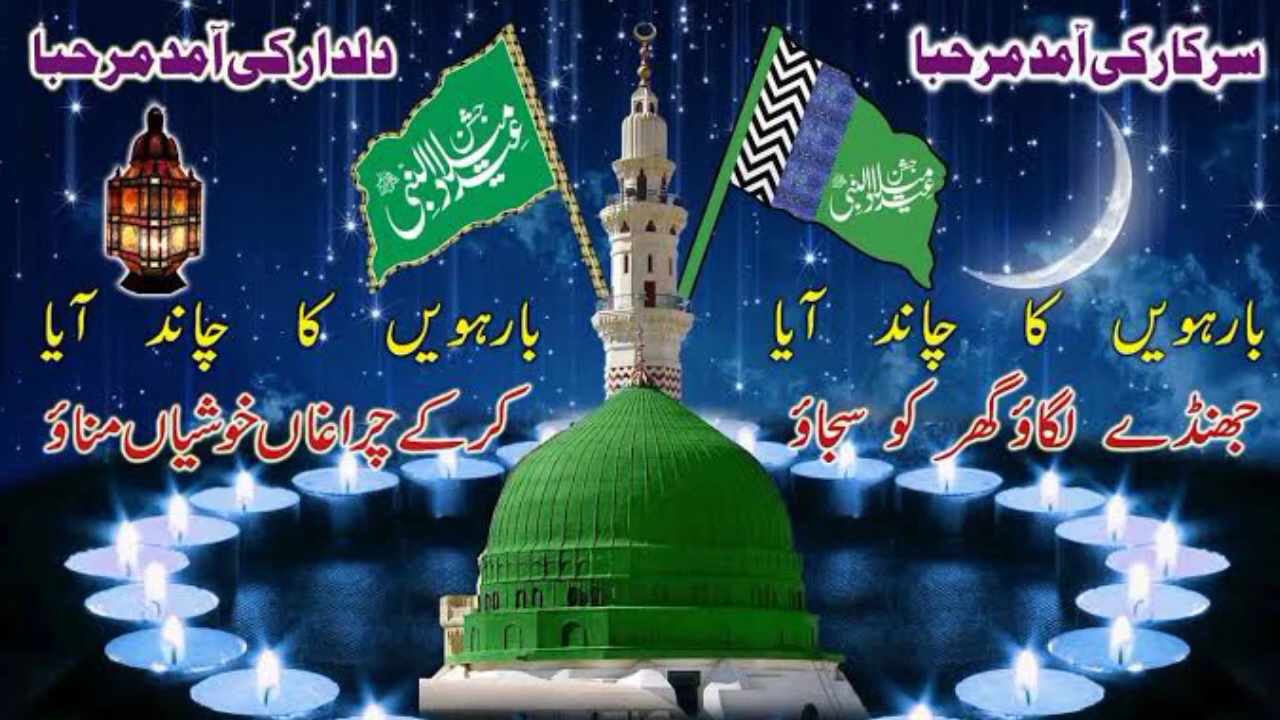 سرکار کی آمد مرحبا
دلدار کی آمد مرحبا
جشن
عید میلاد النبی ﷺ
جشن
عید میلاد النبی ﷺ
بارہویں کا چاند آیا
بارہویں کا چاند آیا
جھنڈے لگاؤ گھر کو سجاؤ
کرکے چراغاں خوشیاں مناؤ